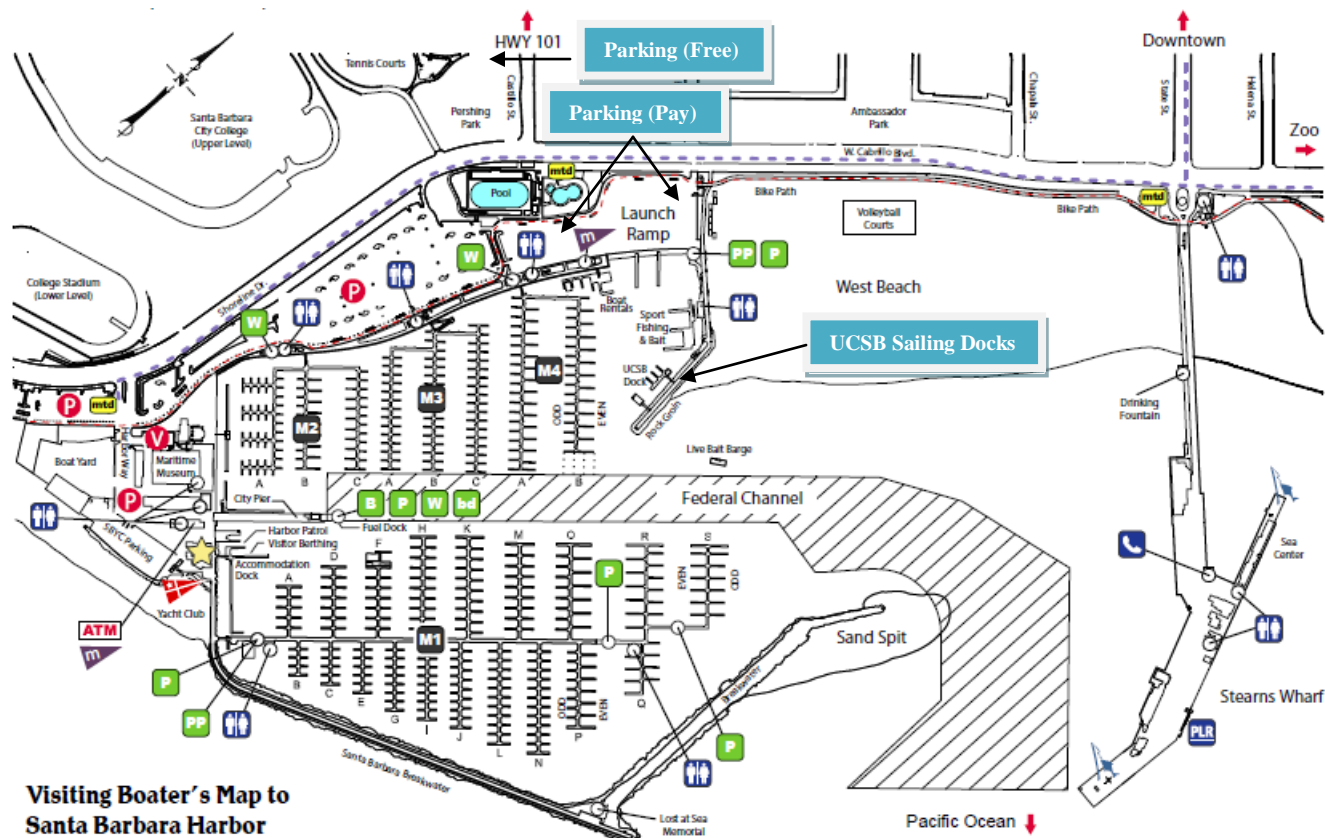 HWY 101
Parking (Free)
Downtown
Tennis Courts
Castillo St.
Parking (Pay)
Pershing
Park
Ambassador
Park
Chapala St.
State St.
Helena St.
Santa Barbara
City College
(Upper Level)
Zoo
W. Cabrillo Blvd.
mtd
Pool
Bike Path
mtd
Bike Path
Launch
Ramp
Volleyball
Courts
m
W
PP
P
College Stadium
(Lower Level)
Shoreline Dr.
P
West Beach
Boat
Rentals
Sport
Fishing
& Bait
W
UCSB Sailing Docks
UCSB
Dock
M4
M3
M2
Drinking
Fountain
P
mtd
ODD
EVEN
Rock Groin
V
Harbor Way
Boat Yard
Maritime
Museum
Live Bait Barge
A
B
C
A
B
C
A
B
P
City Pier
B
P
W
bd
Federal Channel
Fuel Dock
SBYC Parking
Harbor Patrol
Visitor Berthing
Accommodation
Dock
A
D
F
H
K
M
O
R
S
EVEN
ODD
P
Sea
Center
Yacht Club
ATM
m
M1
Sand Spit
P
PP
B
C
E
G
I
J
L
N
ODD
EVEN
P
Q
Breakwater
P
Stearns Wharf
PLR
Santa Barbara Breakwater
Visiting Boater's Map to
Santa Barbara Harbor
Lost at Sea
Memorial
Pacific Ocean